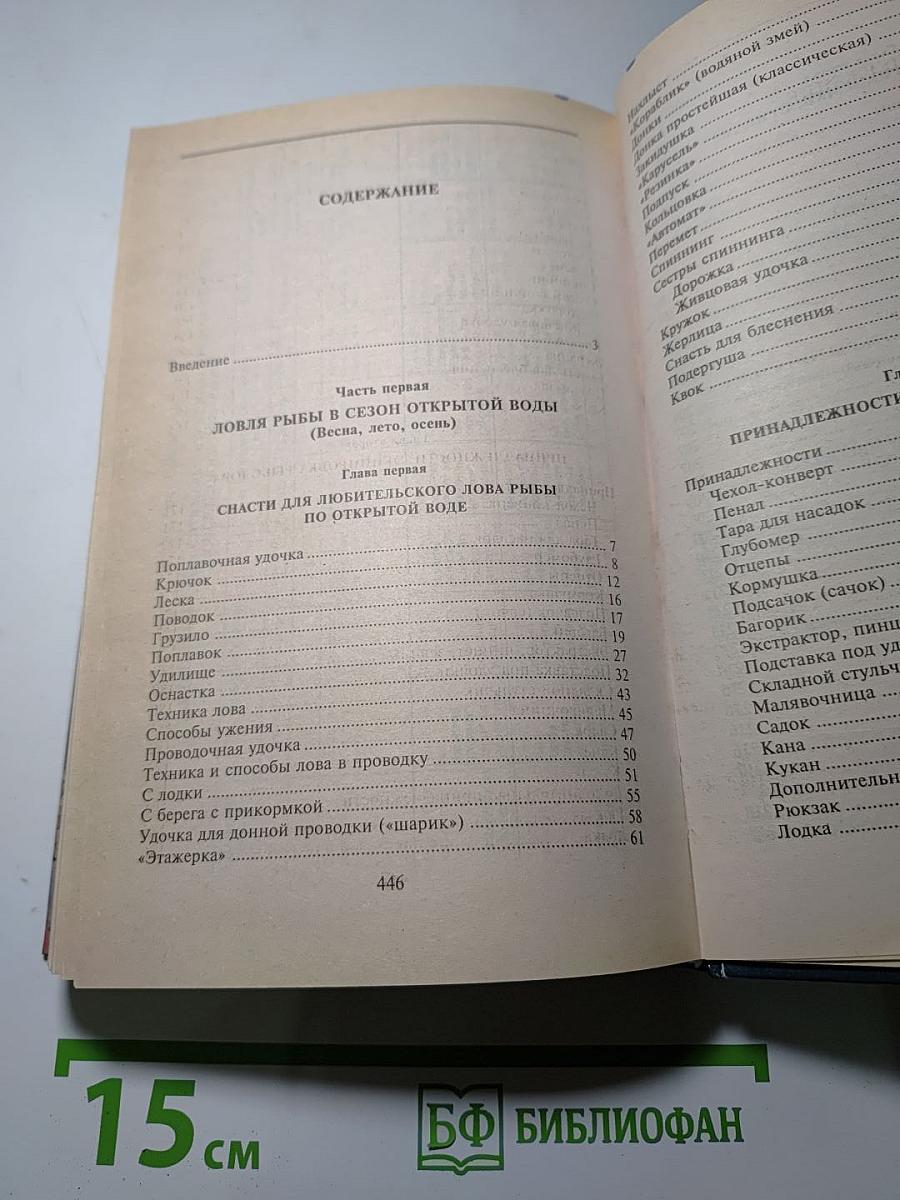 СОДЕРЖАНИЕ
Введение 3
Часть первая
ЛОВЛЯ РЫБЫ В СЕЗОН ОТКРЫТОЙ ВОДЫ
(Весна, лето, осень)
Глава первая
СНАСТИ ДЛЯ ЛЮБИТЕЛЬСКОГО ЛОВА РЫБЫ
ПО ОТКРЫТОЙ ВОДЕ
Поплавочная удочка 7
Крючок 8
Леска 12
Поводок 16
Грузило 17
Поплавок 19
Удилище 27
Оснастка 32
Техника лова 43
Способы ужения 45
Проводочная удочка 47
Техника и способы лова в проводку 50
С лодки 51
С берега с прикормкой 55
Удочка для донной проводки («шарик») 58
«Этажерка» 61
446
Нахлыст
«Кораблик» (водяной змей)
Донки
Донка простейшая (классическая)
Закидушка
«Карусель»
«Резинка»
Подпуск
Кольцовка
«Автомат»
Перемет
Спиннинг
Сестры спиннинга
Дорожка
Живцовая удочка
Кружок
Жерлица
Снасть для блеснения
Подергуша
Квок
Гл
ПРИНАДЛЕЖНОСТИ
Принадлежности
Чехол-конверт
Пенал
Тара для насадок
Глубомер
Отцепы
Кормушка
Подсачок (сачок)
Багорик
Экстрактор, пинц
Подставка под уд
Складной стульч
Малявочница
Садок
Кана
Кукан
Дополнительн
Рюкзак
Лодка
15 см
БФ БИБЛИОФАН